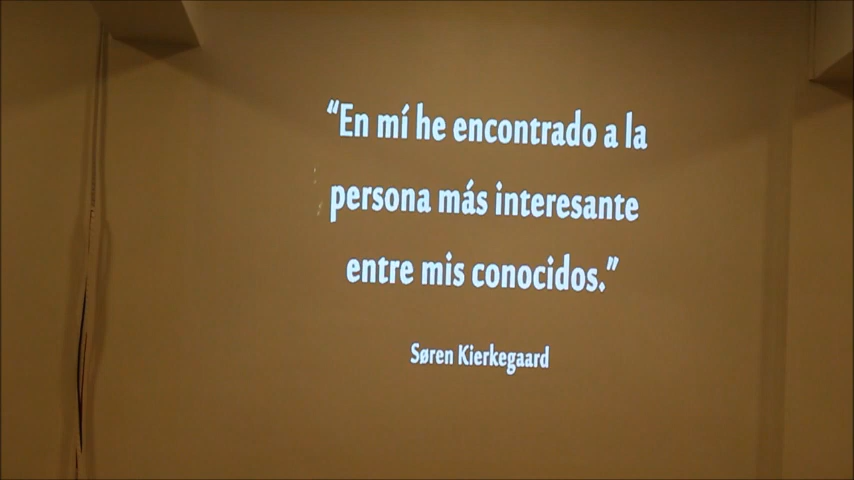 “En mí he encontrado a la
persona más interesante
entre mis conocidos.”
Søren Kierkegaard